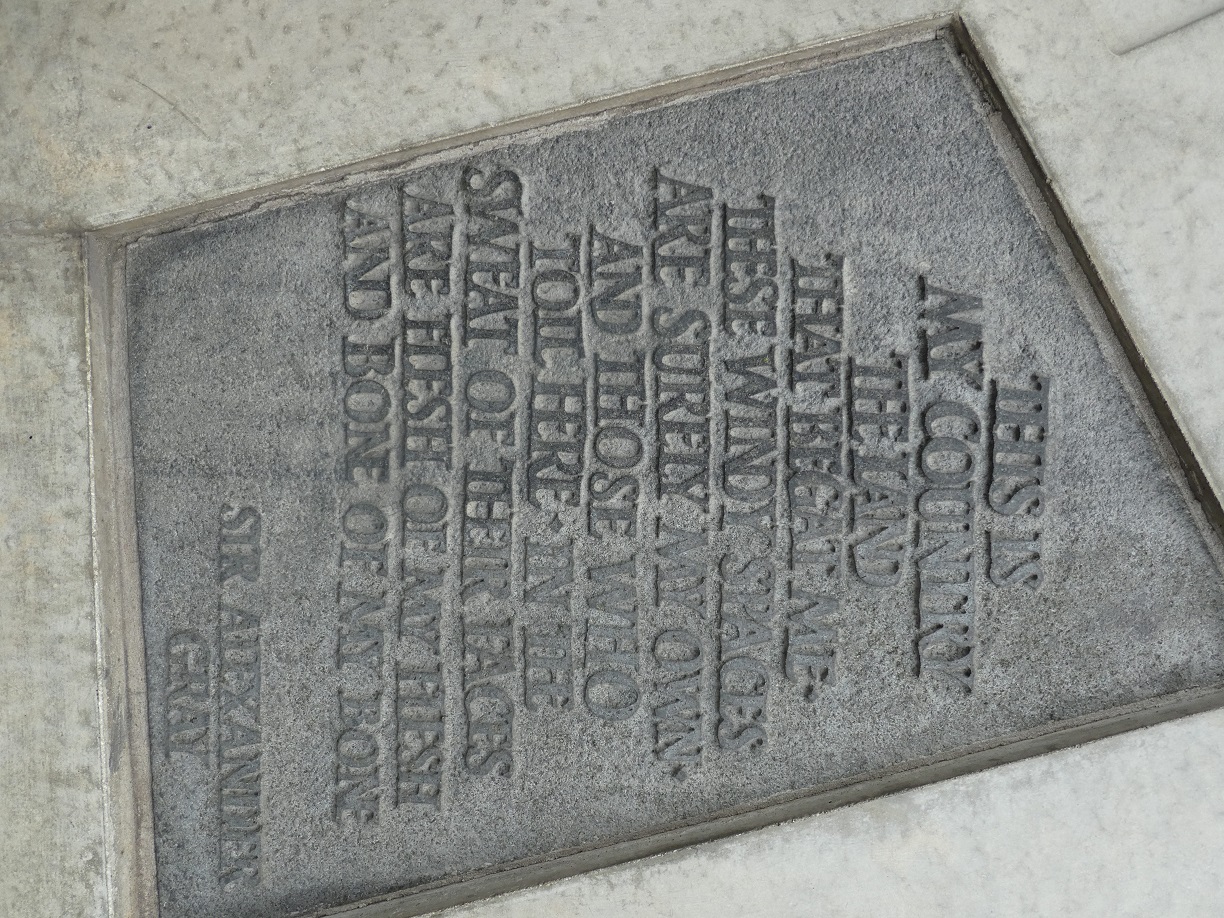 THIS IS
MY COUNTRY
THE LAND
THAT BEGAT ME.
THESE WINDY SPACES
ARE SURELY MY OWN.
AND THOSE WHO
TOIL HERE IN THE
SWEAT OF THEIR FACES
ARE FLESH OF MY FLESH
AND BONE OF MY BONE
SIR ALEXANDER
GRAY